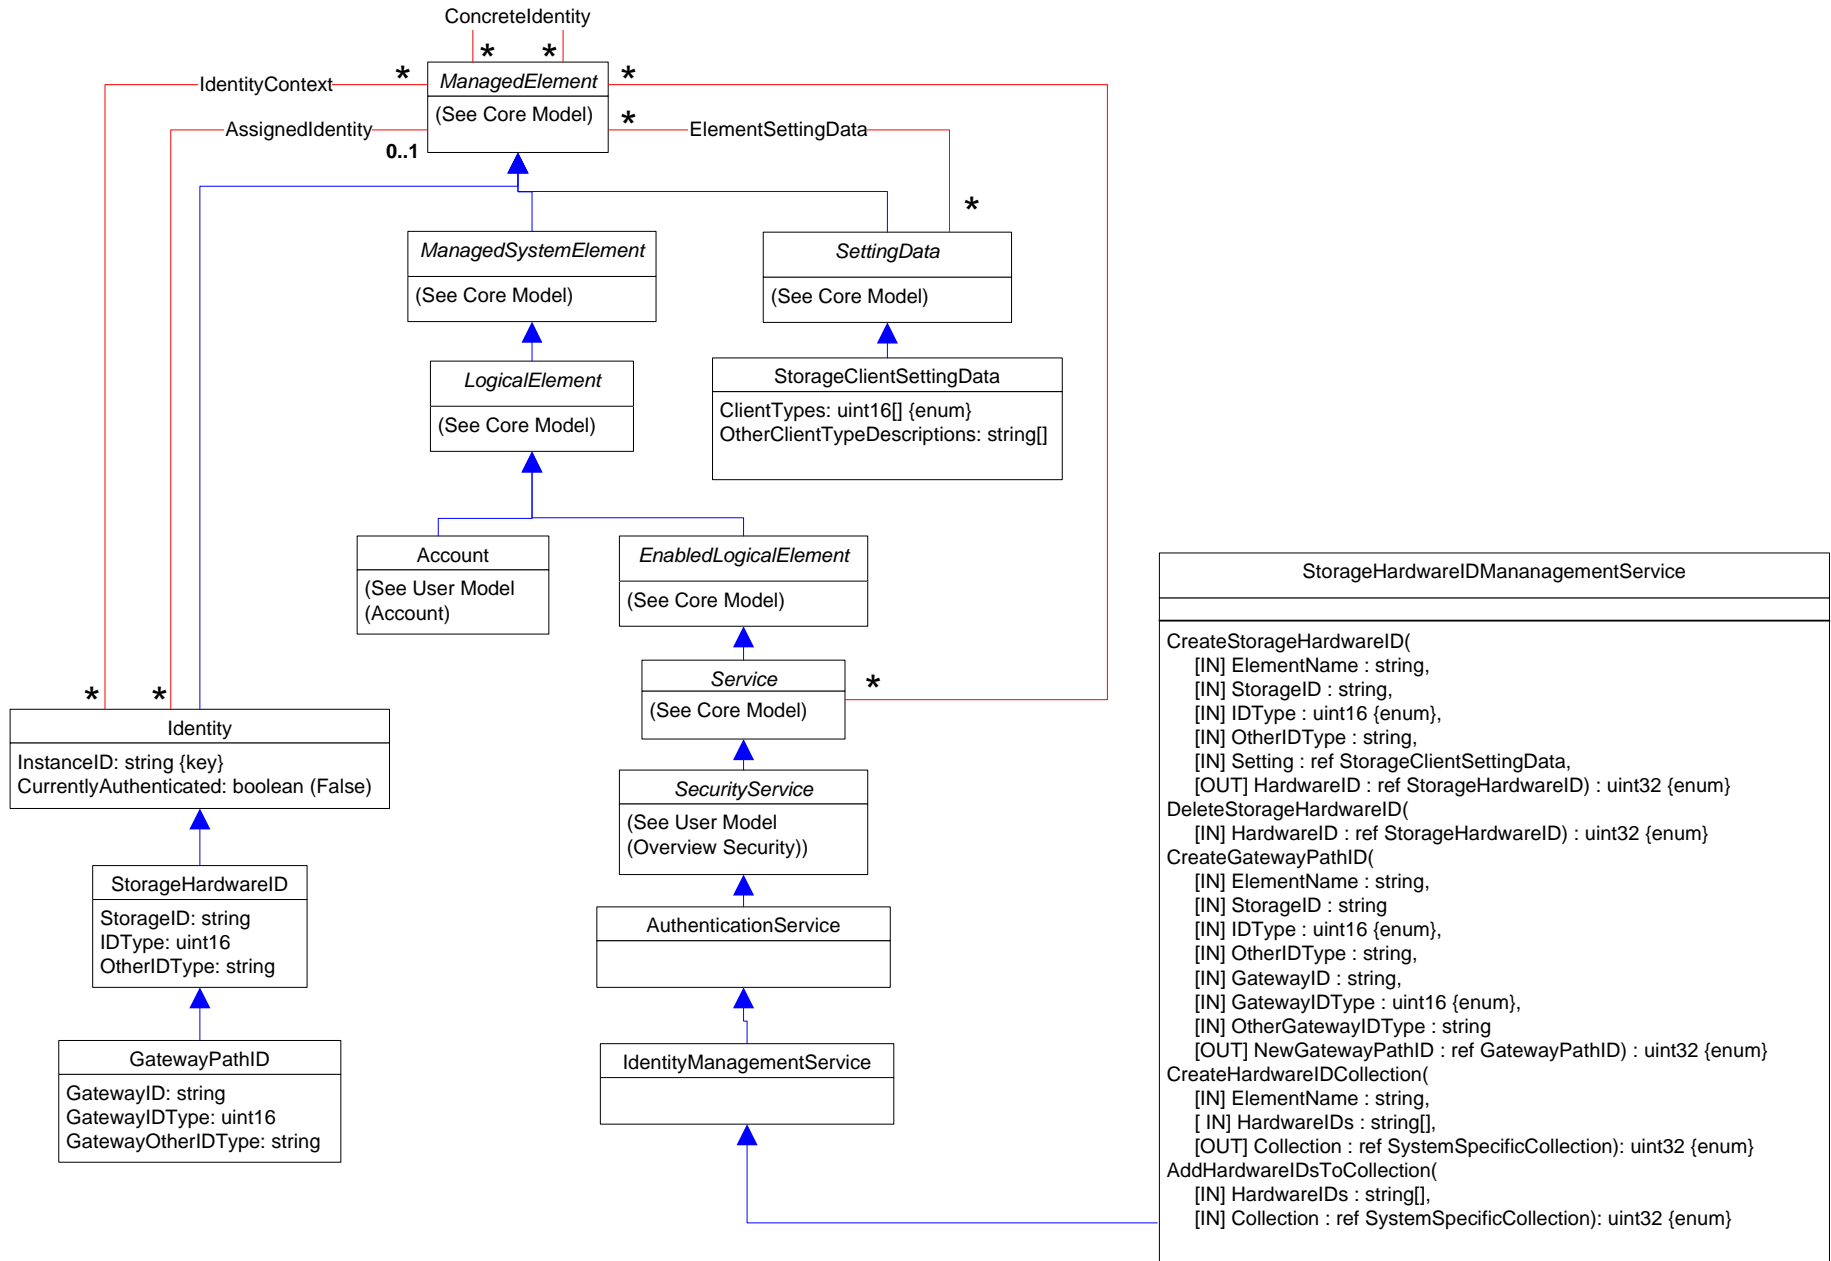 ConcreteIdentity
* *
IdentityContext
*
ManagedElement
*
(See Core Model)
AssignedIdentity
0..1
*
ElementSettingData
*
ManagedSystemElement
(See Core Model)
SettingData
(See Core Model)
LogicalElement
(See Core Model)
StorageClientSettingData
ClientTypes: uint16[] {enum}
OtherClientTypeDescriptions: string[]
Account
(See User Model
(Account)
EnabledLogicalElement
(See Core Model)
Service
(See Core Model)
*
* *
Identity
InstanceID: string {key}
CurrentlyAuthenticated: boolean (False)
SecurityService
(See User Model
(Overview Security))
StorageHardwareID
StorageID: string
IDType: uint16
OtherIDType: string
AuthenticationService
GatewayPathID
GatewayID: string
GatewayIDType: uint16
GatewayOtherIDType: string
IdentityManagementService
StorageHardwareIDMananagementService
CreateStorageHardwareID(
[IN] ElementName : string,
[IN] StorageID : string,
[IN] IDType : uint16 {enum},
[IN] OtherIDType : string,
[IN] Setting : ref StorageClientSettingData,
[OUT] HardwareID : ref StorageHardwareID) : uint32 {enum}
DeleteStorageHardwareID(
[IN] HardwareID : ref StorageHardwareID) : uint32 {enum}
CreateGatewayPathID(
[IN] ElementName : string,
[IN] StorageID : string
[IN] IDType : uint16 {enum},
[IN] OtherIDType : string,
[IN] GatewayID : string,
[IN] GatewayIDType : uint16 {enum},
[IN] OtherGatewayIDType : string
[OUT] NewGatewayPathID : ref GatewayPathID) : uint32 {enum}
CreateHardwareIDCollection(
[IN] ElementName : string,
[ IN] HardwareIDs : string[],
[OUT] Collection : ref SystemSpecificCollection): uint32 {enum}
AddHardwareIDsToCollection(
[IN] HardwareIDs : string[],
[IN] Collection : ref SystemSpecificCollection): uint32 {enum}